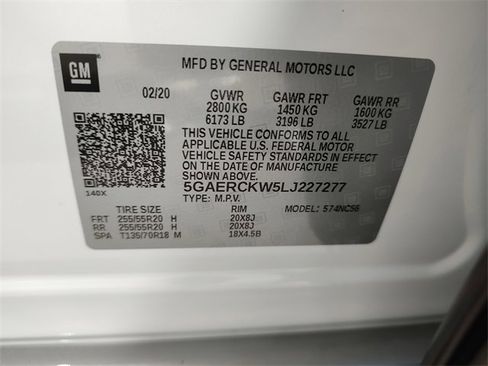 GM
MFD BY GENERAL MOTORS LLC
02/20 GVWR GAWR FRT GAWR RR
2800 KG 1450 KG 1600 KG
6173 LB 3196 LB 3527 LB
THIS VEHICLE CONFORMS TO ALL
APPLICABLE U.S. FEDERAL MOTOR
VEHICLE SAFETY STANDARDS IN EFFECT
ON THE DATE OF MANUFACTURE
SHOWN ABOVE.
5GAERCKW5LJ227277
140X TYPE: M.P.V. MODEL: 574NC56
TIRE SIZE RIM
FRT 255/55R20 H 20X8J
RR 255/55R20 H 20X8J
SPA T135/70R18 M 18X4.5B